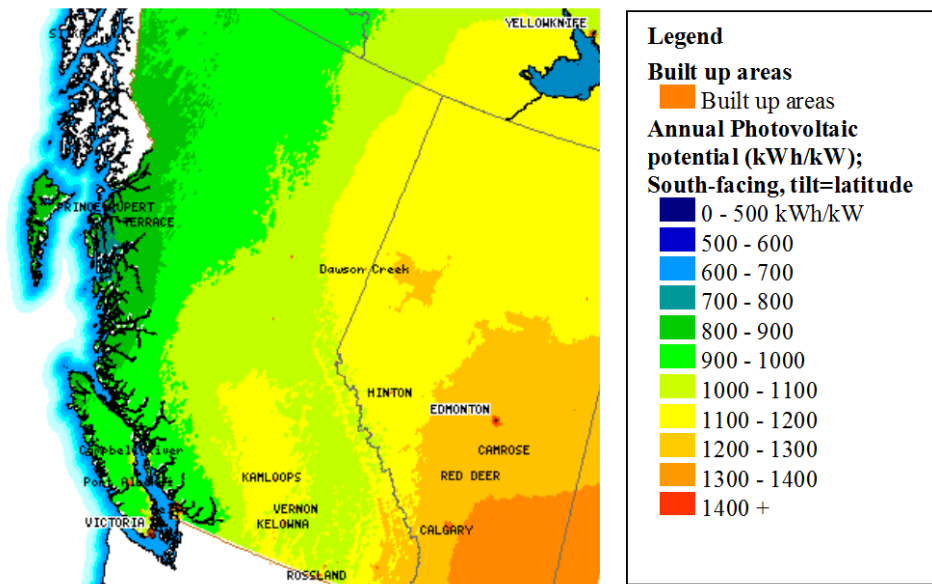 YELLOWKNIFE
SITKA
PRINCE RUPERT
TERRACE
Dawson Creek
HINTON
EDMONTON
Campbell River
CAMROSE
KAMLOOPS
RED DEER
Port Alberni
VERNON
VICTORIA
KELOWNA
CALGARY
ROSSLAND
Legend
Built up areas
Built up areas
Annual Photovoltaic
potential (kWh/kW);
South-facing, tilt=latitude
0 - 500 kWh/kW
500 - 600
600 - 700
700 - 800
800 - 900
900 - 1000
1000 - 1100
1100 - 1200
1200 - 1300
1300 - 1400
1400 +